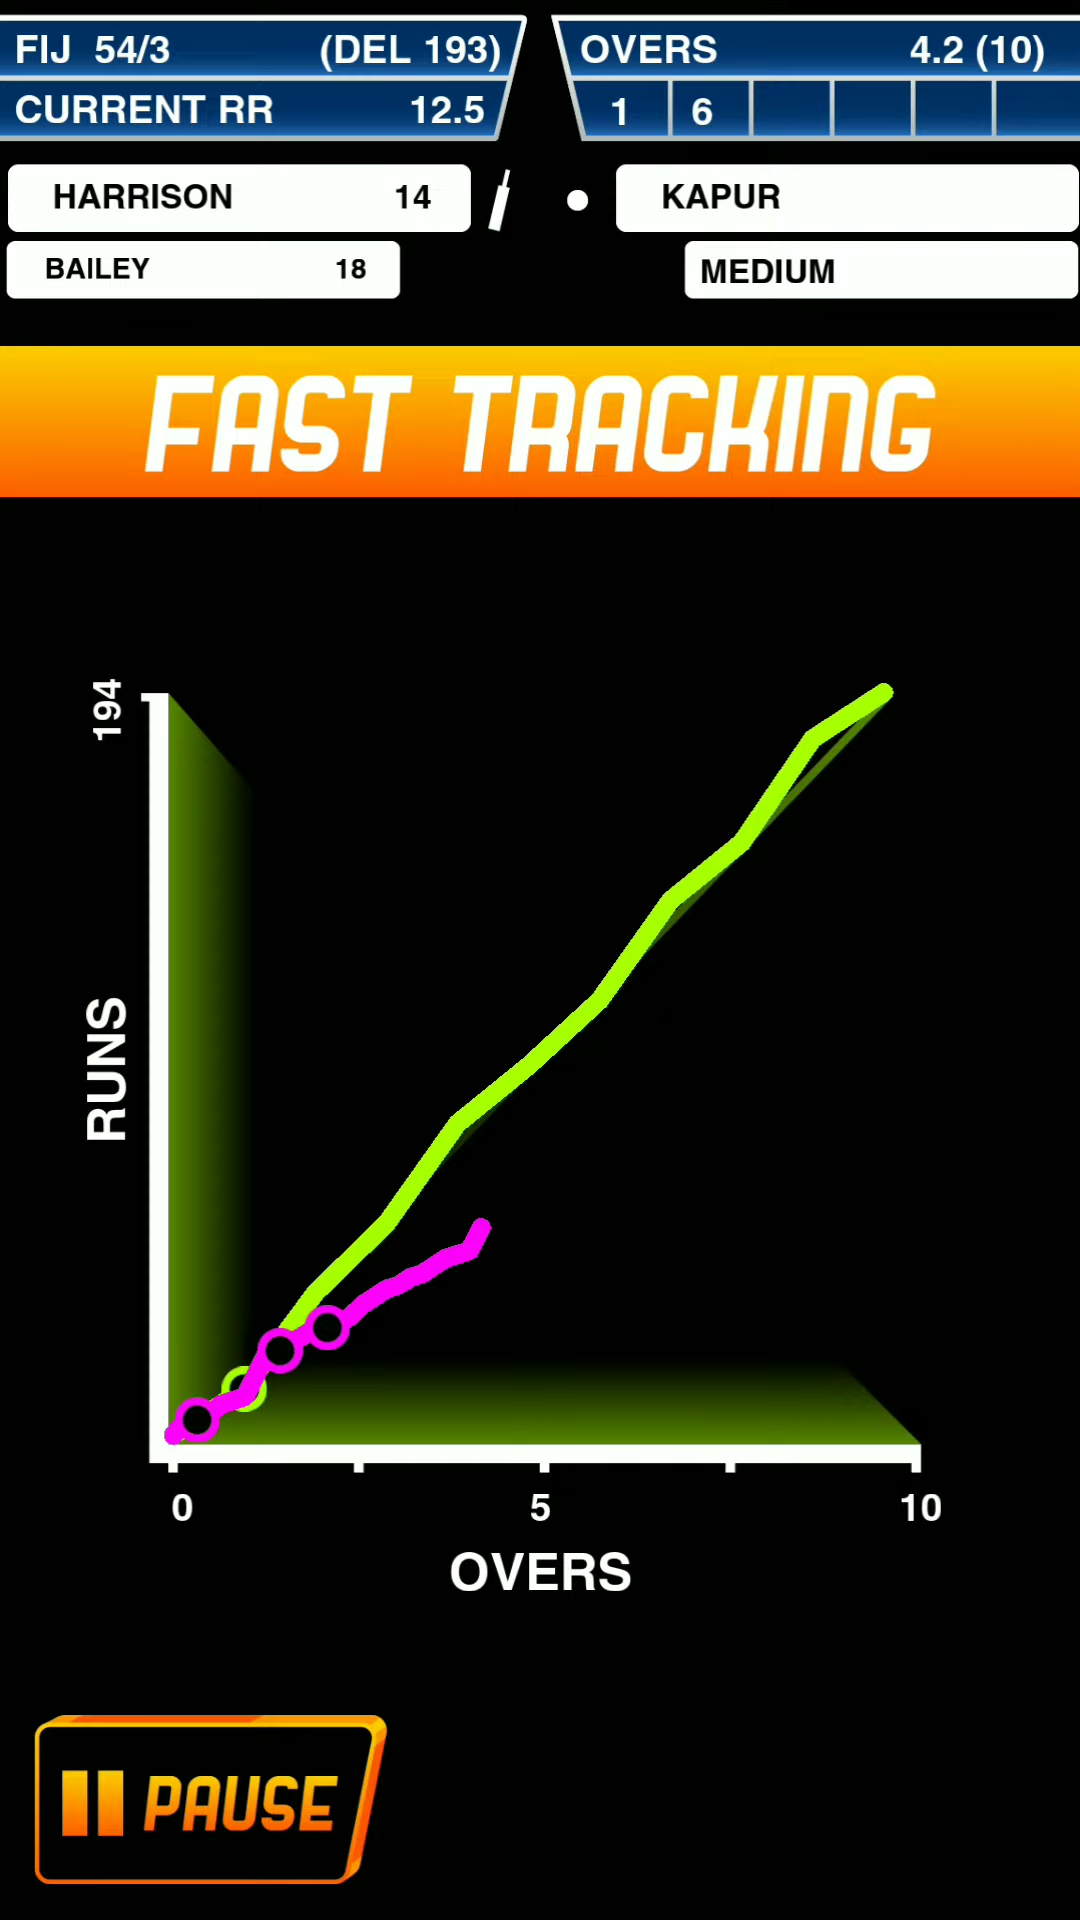 FIJ 54/3 (DEL 193)
CURRENT RR 12.5
OVERS 4.2 (10)
1 6
HARRISON 14
BAILEY 18
KAPUR
MEDIUM
FAST TRACKING
194
RUNS
0 5 10
OVERS
PAUSE